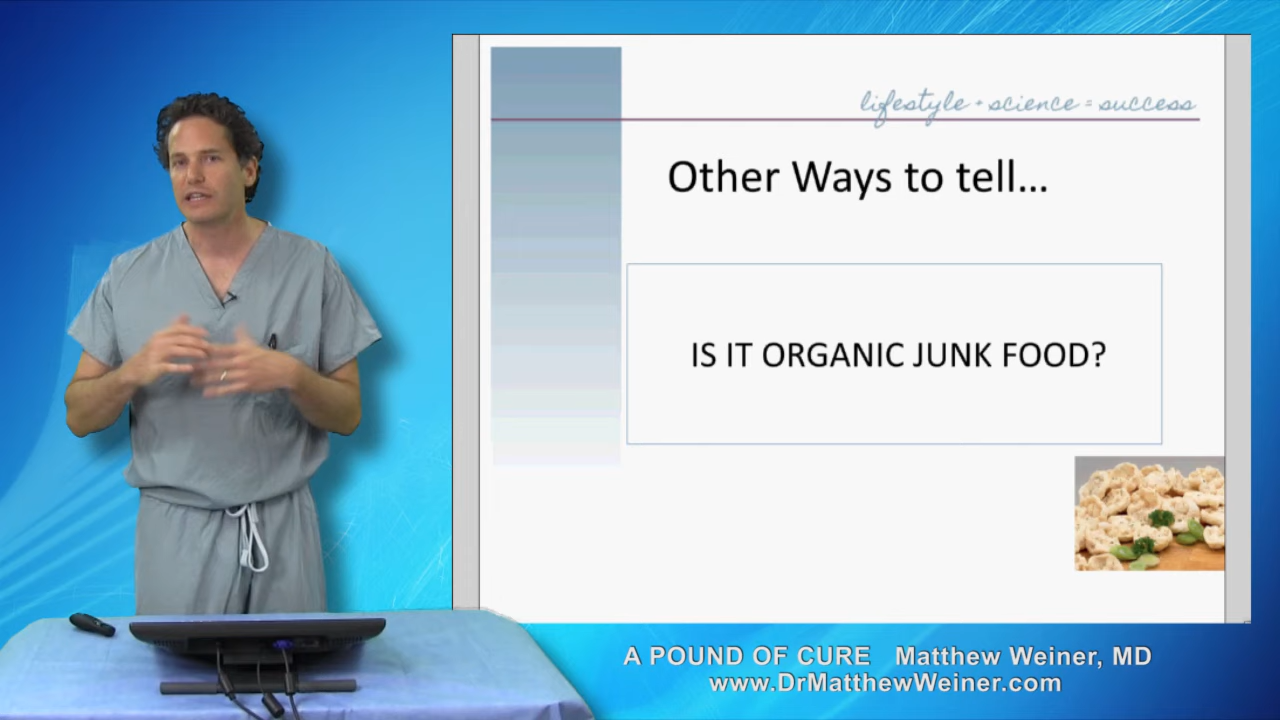 lifestyle + science = success
Other Ways to tell...
IS IT ORGANIC JUNK FOOD?
A POUND OF CURE Matthew Weiner, MD
www.DrMatthewWeiner.com